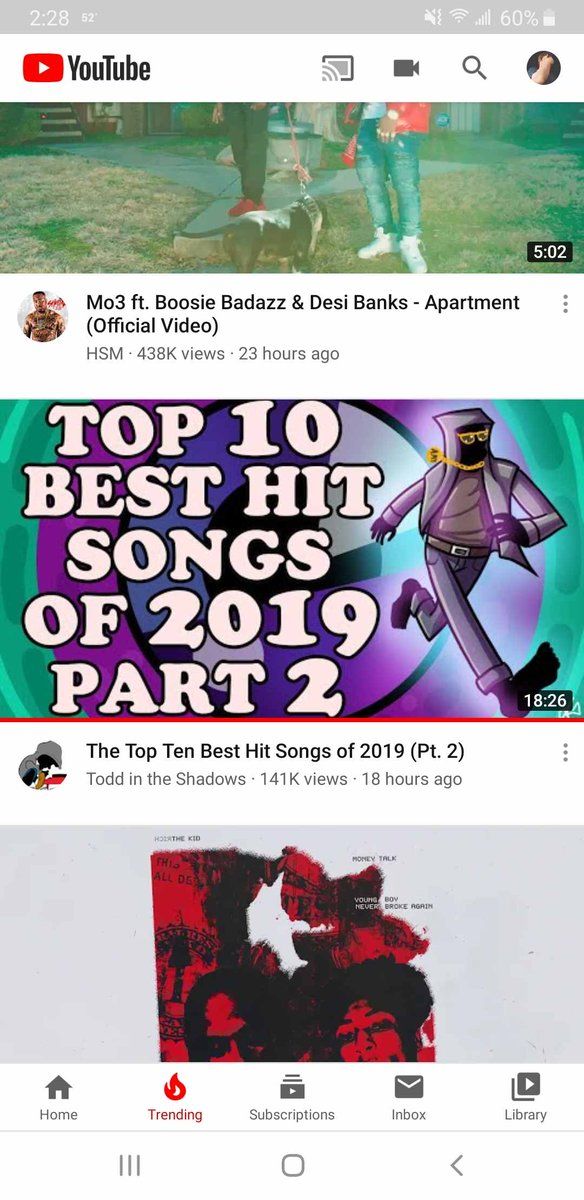 2:28 52° 60%
YouTube
5:02
Mo3 ft. Boosie Badazz & Desi Banks - Apartment
(Official Video)
HSM · 438K views · 23 hours ago
TOP 10
BEST HIT
SONGS
OF 2019
PART 2
18:26
The Top Ten Best Hit Songs of 2019 (Pt. 2)
Todd in the Shadows · 141K views · 18 hours ago
THE KID
MONEY TALK
THIS
ALL DE
YOUNG BOY
NEVER BROKE AGAIN
Home Trending Subscriptions Inbox Library